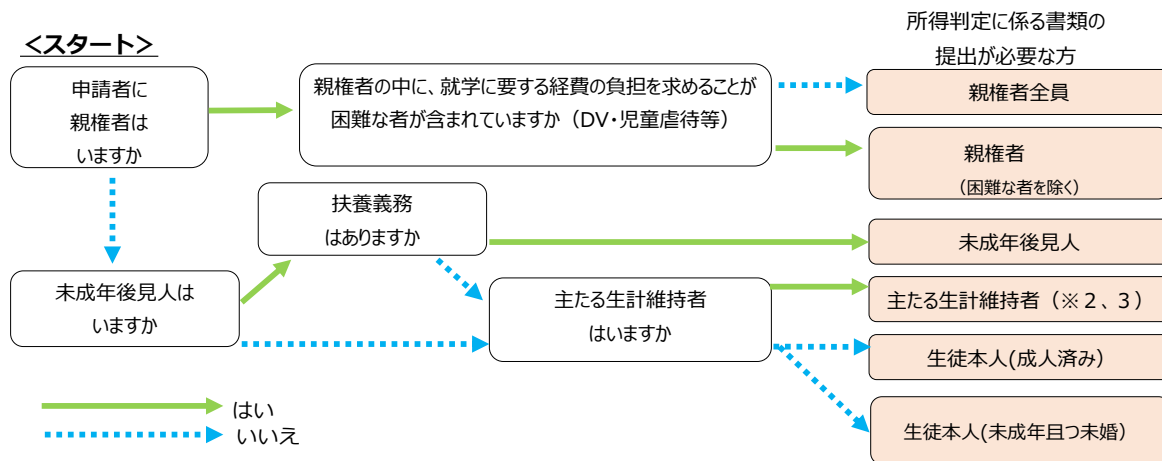 所得判定に係る書類の
提出が必要な方
<スタート>
申請者に
親権者は
いますか
親権者の中に、就学に要する経費の負担を求めることが
困難な者が含まれていますか（DV・児童虐待等）
親権者全員
親権者
（困難な者を除く）
扶養義務
はありますか
未成年後見人
未成年後見人は
いますか
主たる生計維持者
はいますか
主たる生計維持者（※２、３）
生徒本人(成人済み）
生徒本人(未成年且つ未婚）
はい
いいえ